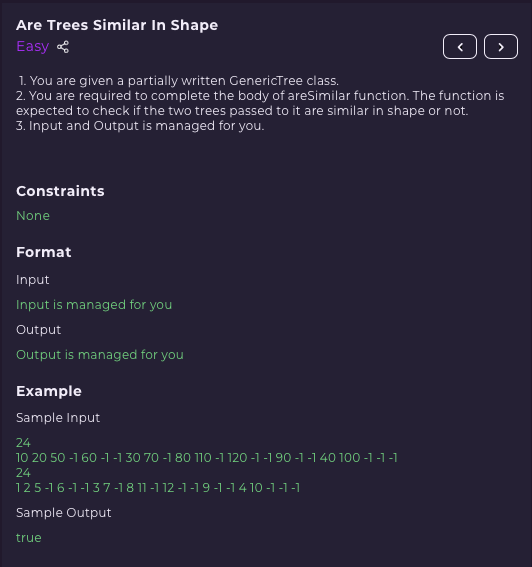 Are Trees Similar In Shape
Easy
1. You are given a partially written GenericTree class.
2. You are required to complete the body of areSimilar function. The function is
expected to check if the two trees passed to it are similar in shape or not.
3. Input and Output is managed for you.
Constraints
None
Format
Input
Input is managed for you
Output
Output is managed for you
Example
Sample Input
24
10 20 50 -1 60 -1 -1 30 70 -1 80 110 -1 120 -1 -1 90 -1 -1 40 100 -1 -1 -1
24
1 2 5 -1 6 -1 -1 3 7 -1 8 11 -1 12 -1 -1 9 -1 -1 4 10 -1 -1 -1
Sample Output
true